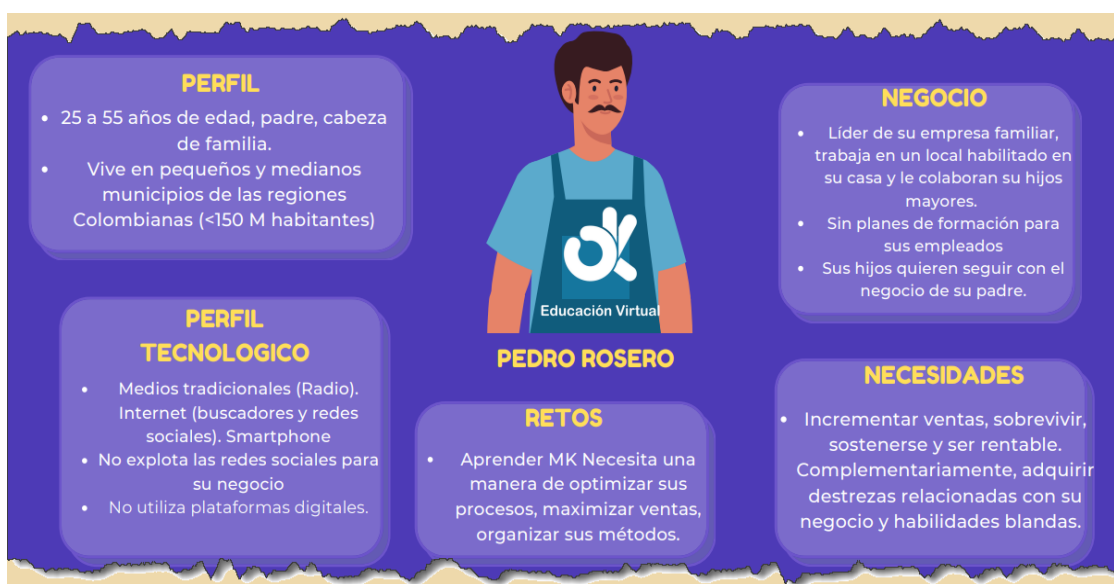 PERFIL
• 25 a 55 años de edad, padre, cabeza
de familia.
• Vive en pequeños y medianos
municipios de las regiones
Colombianas (<150 M habitantes)
PERFIL
TECNOLOGICO
• Medios tradicionales (Radio).
Internet (buscadores y redes
sociales). Smartphone
• No explota las redes sociales para
su negocio
• No utiliza plataformas digitales.
ok
Educación Virtual
PEDRO ROSERO
RETOS
• Aprender MK Necesita una
manera de optimizar sus
procesos, maximizar ventas,
organizar sus métodos.
NEGOCIO
• Líder de su empresa familiar,
trabaja en un local habilitado en
su casa y le colaboran su hijos
mayores.
• Sin planes de formación para
sus empleados
• Sus hijos quieren seguir con el
negocio de su padre.
NECESIDADES
• Incrementar ventas, sobrevivir,
sostenerse y ser rentable.
Complementariamente, adquirir
destrezas relacionadas con su
negocio y habilidades blandas.